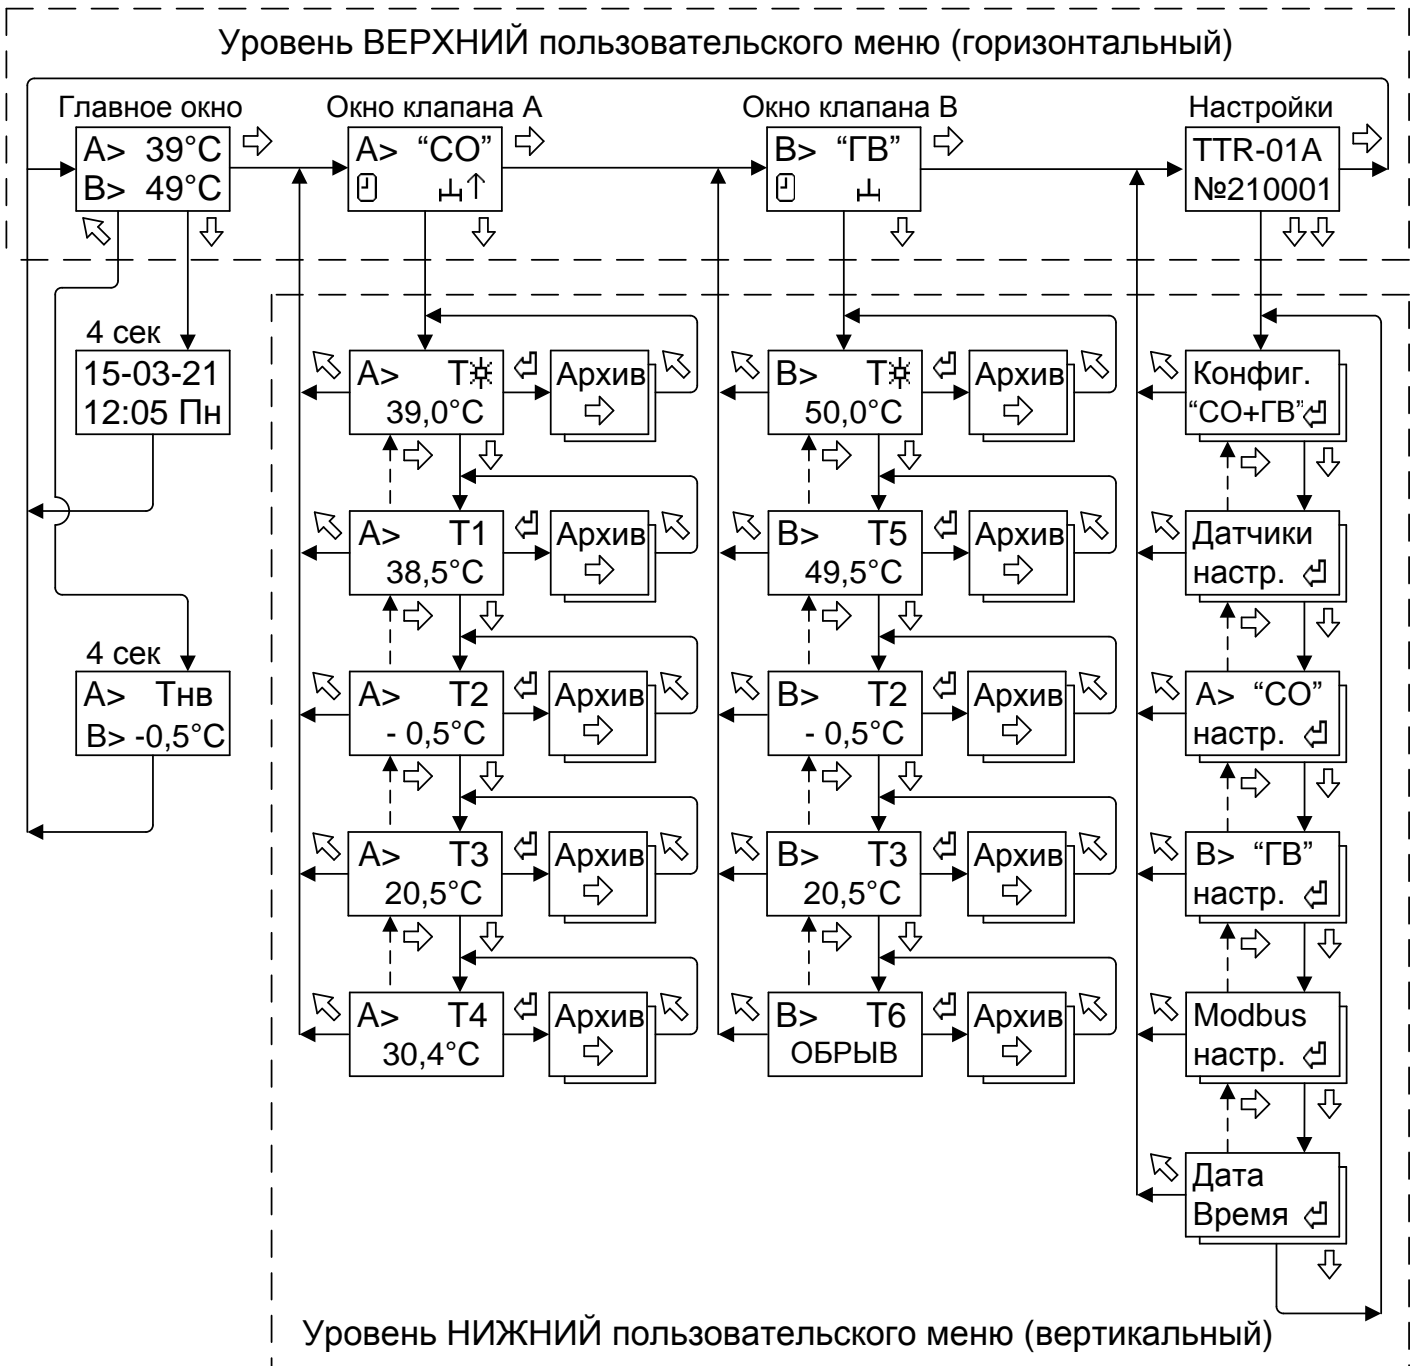 Уровень ВЕРХНИЙ пользовательского меню (горизонтальный)
Главное окно
А> 39°С
В> 49°С
Окно клапана А
А> “СО”
Окно клапана В
В> “ГВ”
Настройки
TTR-01A
№210001
4 сек
15-03-21
12:05 Пн
4 сек
А> Тнв
В> -0,5°С
А> Т
39,0°С
Архив
А> Т1
38,5°С
Архив
А> Т2
- 0,5°С
Архив
А> Т3
20,5°С
Архив
А> Т4
30,4°С
Архив
В> Т
50,0°С
Архив
В> Т5
49,5°С
Архив
В> Т2
- 0,5°С
Архив
В> Т3
20,5°С
Архив
В> Т6
ОБРЫВ
Архив
Конфиг.
“СО+ГВ”
Датчики
настр.
А> “СО”
настр.
В> “ГВ”
настр.
Modbus
настр.
Дата
Время
Уровень НИЖНИЙ пользовательского меню (вертикальный)